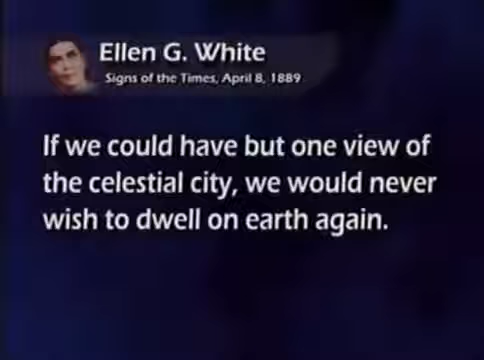 Ellen G. White
Signs of the Times, April 8, 1889
If we could have but one view of
the celestial city, we would never
wish to dwell on earth again.